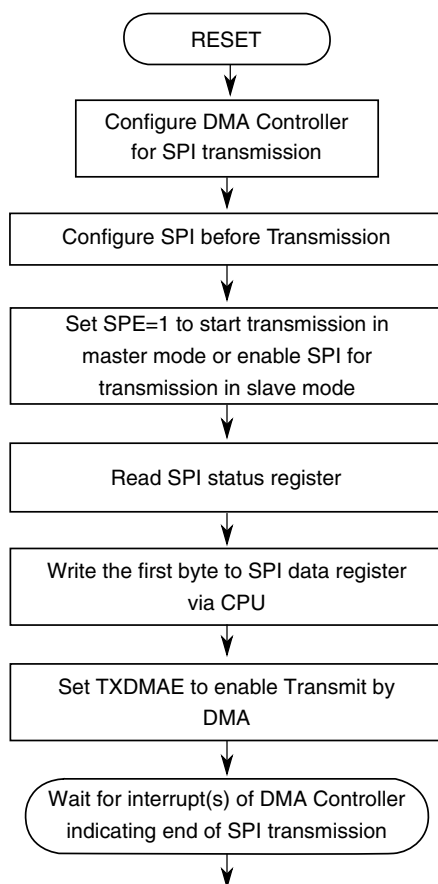 RESET
Configure DMA Controller
for SPI transmission
Configure SPI before Transmission
Set SPE=1 to start transmission in
master mode or enable SPI for
transmission in slave mode
Read SPI status register
Write the first byte to SPI data register
via CPU
Set TXDMAE to enable Transmit by
DMA
Wait for interrupt(s) of DMA Controller
indicating end of SPI transmission